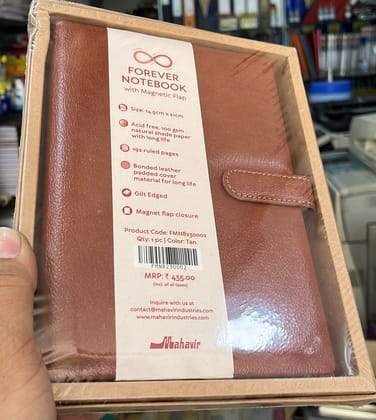 FOREVER
NOTEBOOK
with Magnetic Flap
Size: 14.5cm x 21cm
Acid free, 100 gsm
natural shade paper
with long life
192 ruled pages
Bonded leather
padded cover
material for long life
Gilt Edged
Magnet flap closure
Product Code: FMNB250002
Qty: 1 pc | Color: Tan
FMNB250002
MRP: ₹ 435.00
(incl. of all taxes)
Inquire with us at
contact@mahavirindustries.com
www.mahavirindustries.com
Mahavir